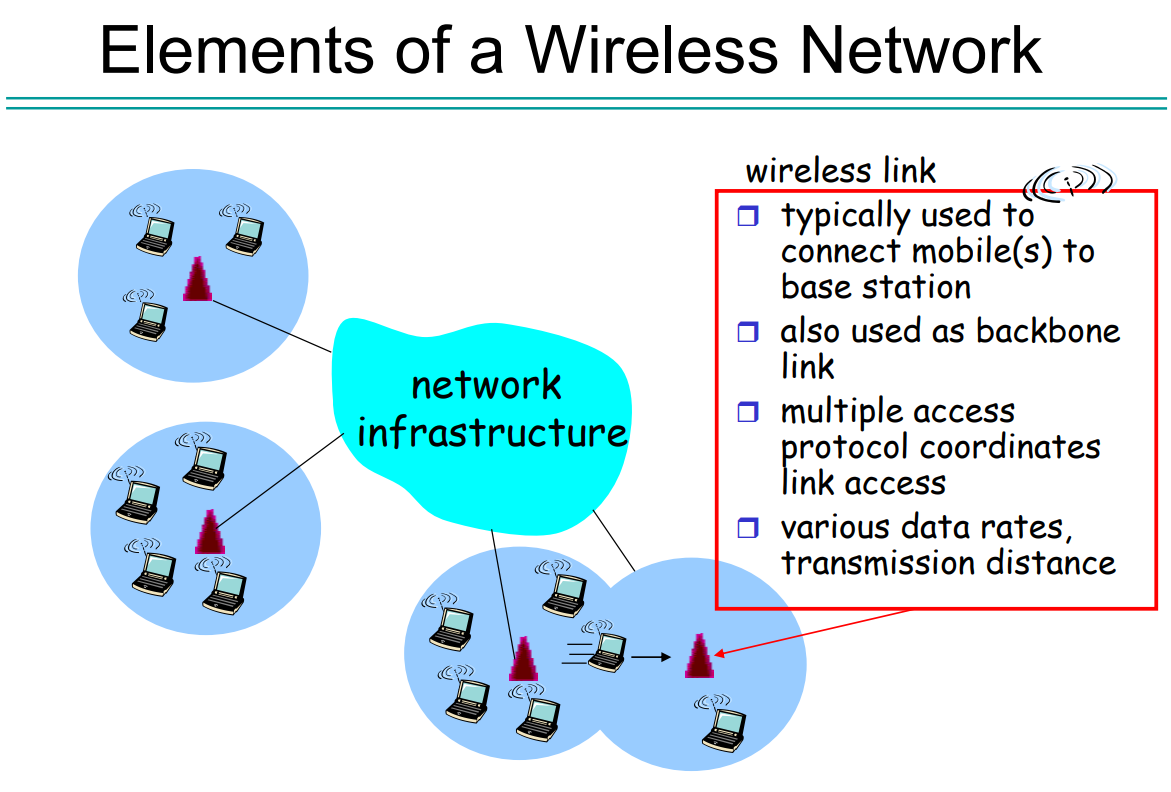 Elements of a Wireless Network
wireless link
typically used to
connect mobile(s) to
base station
also used as backbone
link
multiple access
protocol coordinates
link access
various data rates,
transmission distance
network
infrastructure